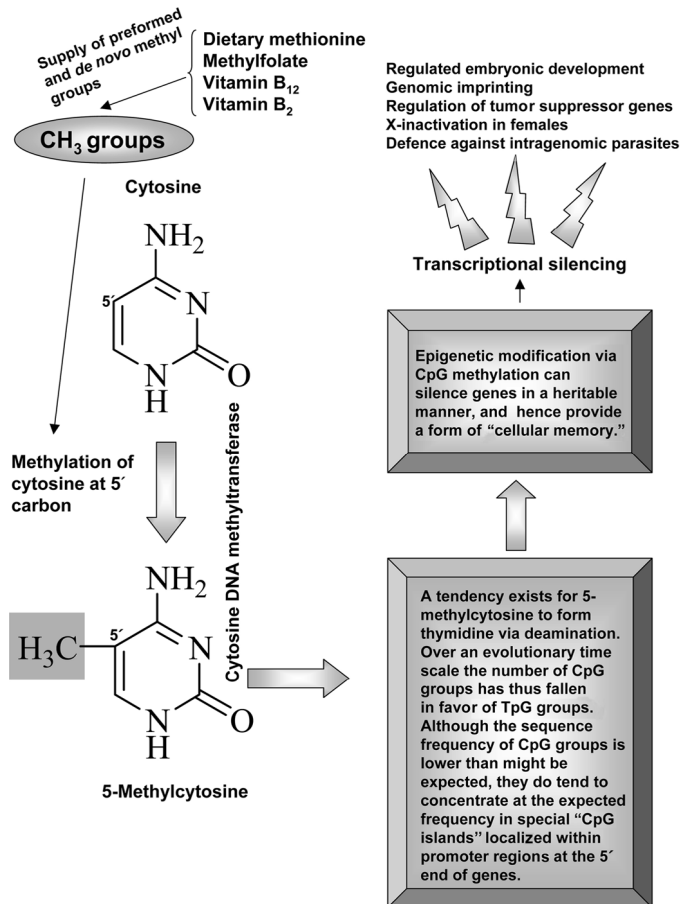 Supply of preformed
and de novo methyl
groups
Dietary methionine
Methylfolate
Vitamin B₁₂
Vitamin B₂
CH₃ groups
Cytosine
NH₂
5´
N
N
H
O
Methylation of
cytosine at 5´
carbon
Cytosine DNA methyltransferase
NH₂
H₃C
5´
N
N
H
O
5-Methylcytosine
Regulated embryonic development
Genomic imprinting
Regulation of tumor suppressor genes
X-inactivation in females
Defence against intragenomic parasites
Transcriptional silencing
Epigenetic modification via
CpG methylation can
silence genes in a heritable
manner, and hence provide
a form of “cellular memory.”
A tendency exists for 5-
methylcytosine to form
thymidine via deamination.
Over an evolutionary time
scale the number of CpG
groups has thus fallen
in favor of TpG groups.
Although the sequence
frequency of CpG groups is
lower than might be
expected, they do tend to
concentrate at the expected
frequency in special “CpG
islands” localized within
promoter regions at the 5´
end of genes.